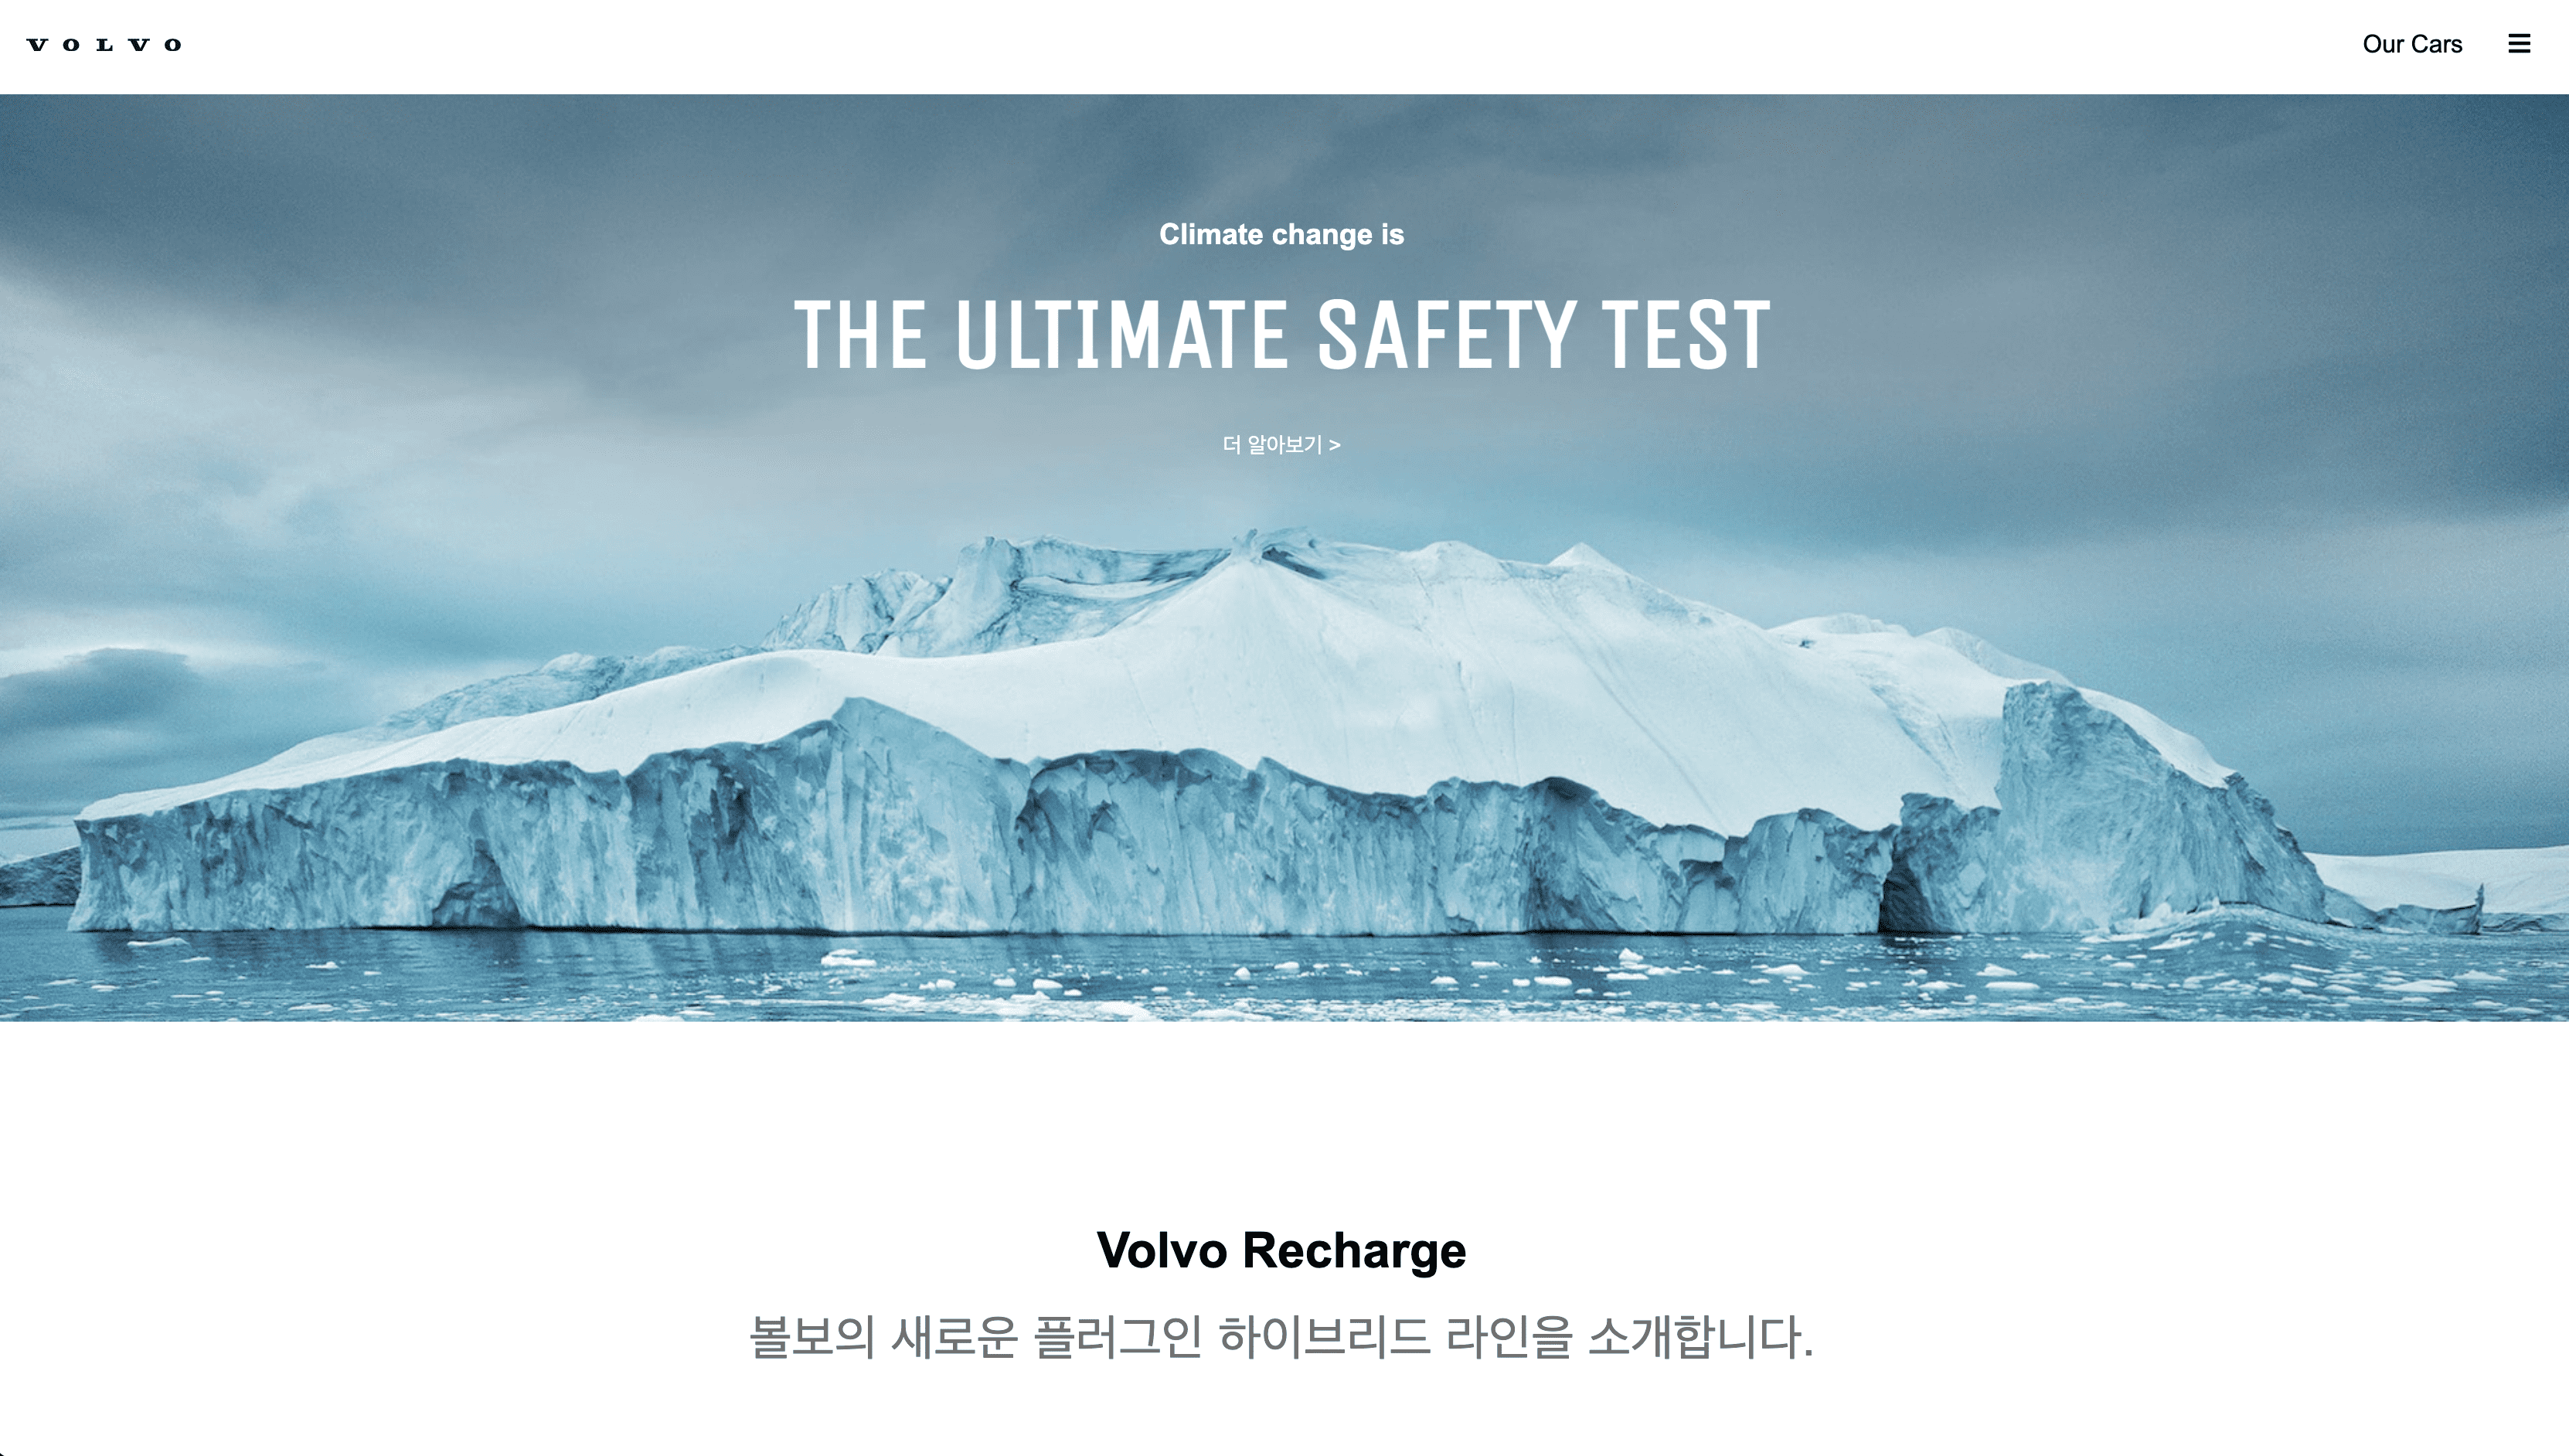 VOLVO
Our Cars
Climate change is
THE ULTIMATE SAFETY TEST
더 알아보기 >
Volvo Recharge
볼보의 새로운 플러그인 하이브리드 라인을 소개합니다.